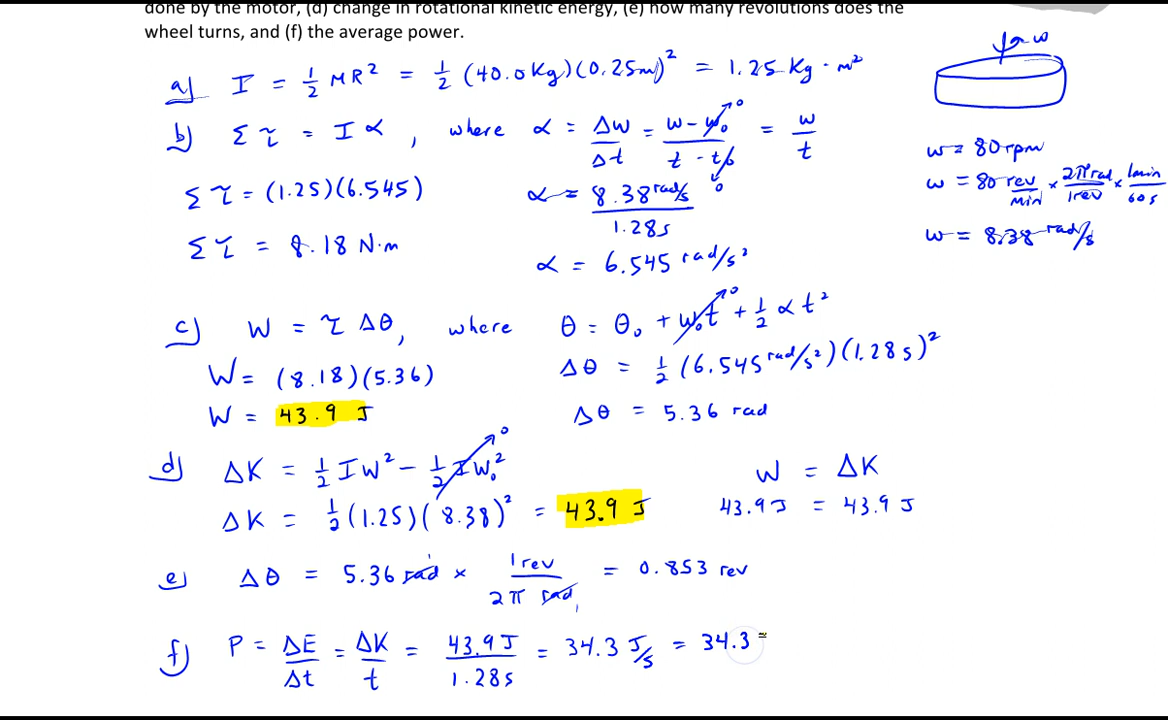 done by the motor, (d) change in rotational kinetic energy, (e) how many revolutions does the
wheel turns, and (f) the average power.
a) I = 1/2 MR² = 1/2 (40.0 Kg)(0.25m)² = 1.25 Kg · m²
ω
b) Σ τ = I α, where α = Δω/Δt = ω - ω₀/t - t₀ = ω/t
0
0
ω = 80 rpm
ω = 80 rev/min × 2π rad/1 rev × 1 min/60 s
ω = 8.38 rad/s
Σ τ = (1.25)(6.545)
α = 8.38 rad/s / 1.28 s
Σ τ = 8.18 N·m
α = 6.545 rad/s²
c) W = τ Δθ, where θ = θ₀ + ω₀t + 1/2 α t²
0
W = (8.18)(5.36)
Δθ = 1/2 (6.545 rad/s²)(1.28 s)²
W = 43.9 J
Δθ = 5.36 rad
d) ΔK = 1/2 Iω² - 1/2 Iω₀²
0
W = ΔK
ΔK = 1/2 (1.25)(8.38)² = 43.9 J
43.9 J = 43.9 J
e) Δθ = 5.36 rad × 1 rev/2π rad = 0.853 rev
f) P = ΔE/Δt = ΔK/t = 43.9 J/1.28 s = 34.3 J/s = 34.3